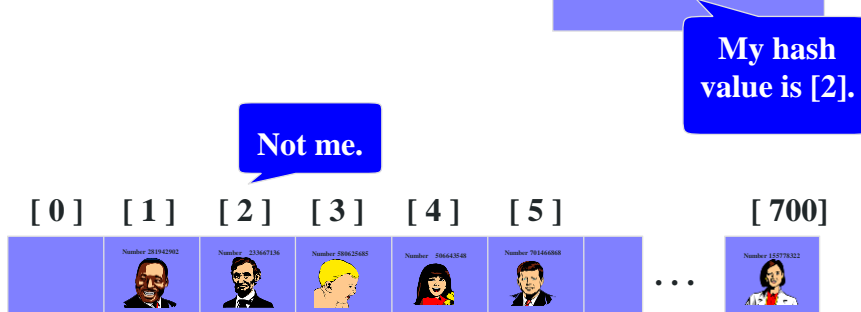 My hash
value is [2].
Not me.
[ 0 ] [ 1 ] [ 2 ] [ 3 ] [ 4 ] [ 5 ] [ 700]
Number 281942902 Number 233667136 Number 580625685 Number 506643548 Number 701466868 Number 155778322
. . .